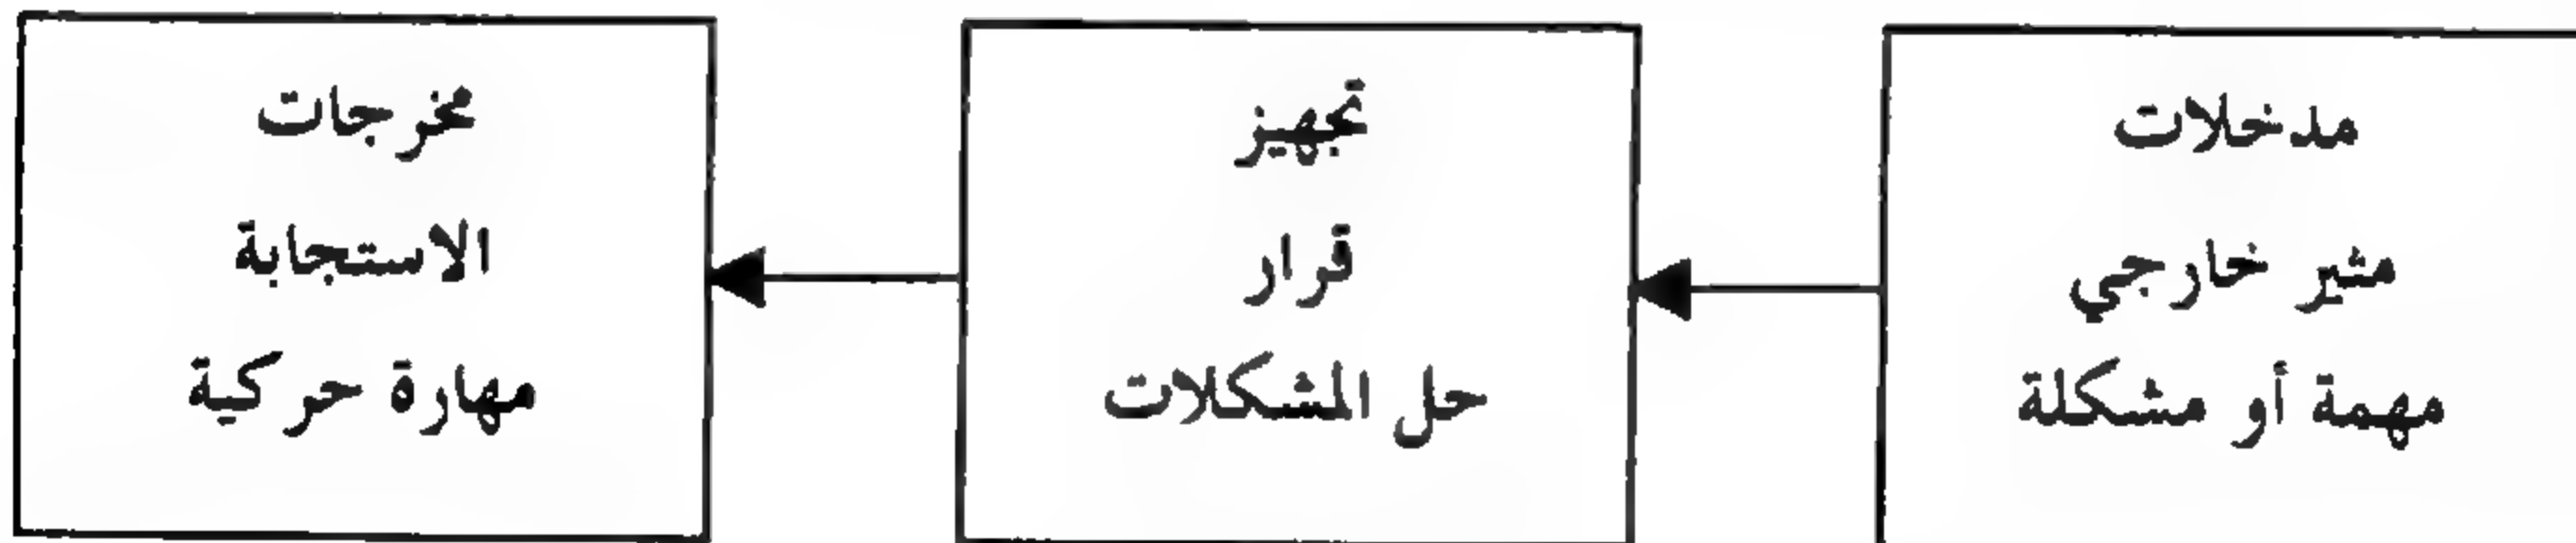 مدخلات
مثير خارجي
مهمة أو مشكلة
تجهيز
قرار
حل المشكلات
مخرجات
الاستجابة
مهارة حركية